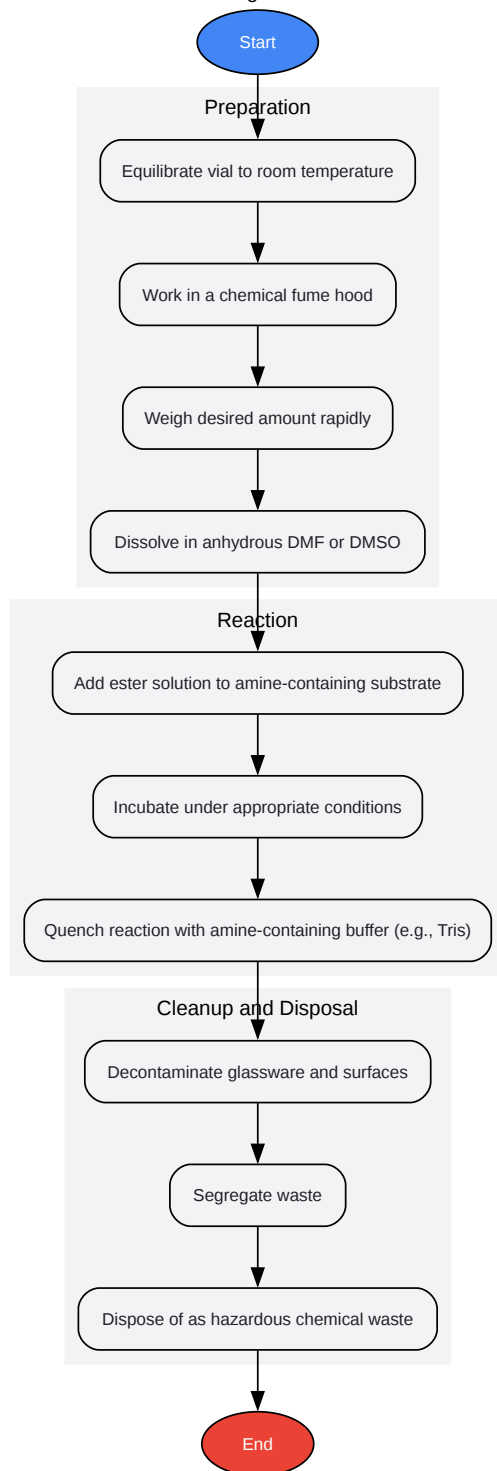 Start
Preparation
Equilibrate vial to room temperature
Work in a chemical fume hood
Weigh desired amount rapidly
Dissolve in anhydrous DMF or DMSO
Reaction
Add ester solution to amine-containing substrate
Incubate under appropriate conditions
Quench reaction with amine-containing buffer (e.g., Tris)
Cleanup and Disposal
Decontaminate glassware and surfaces
Segregate waste
Dispose of as hazardous chemical waste
End